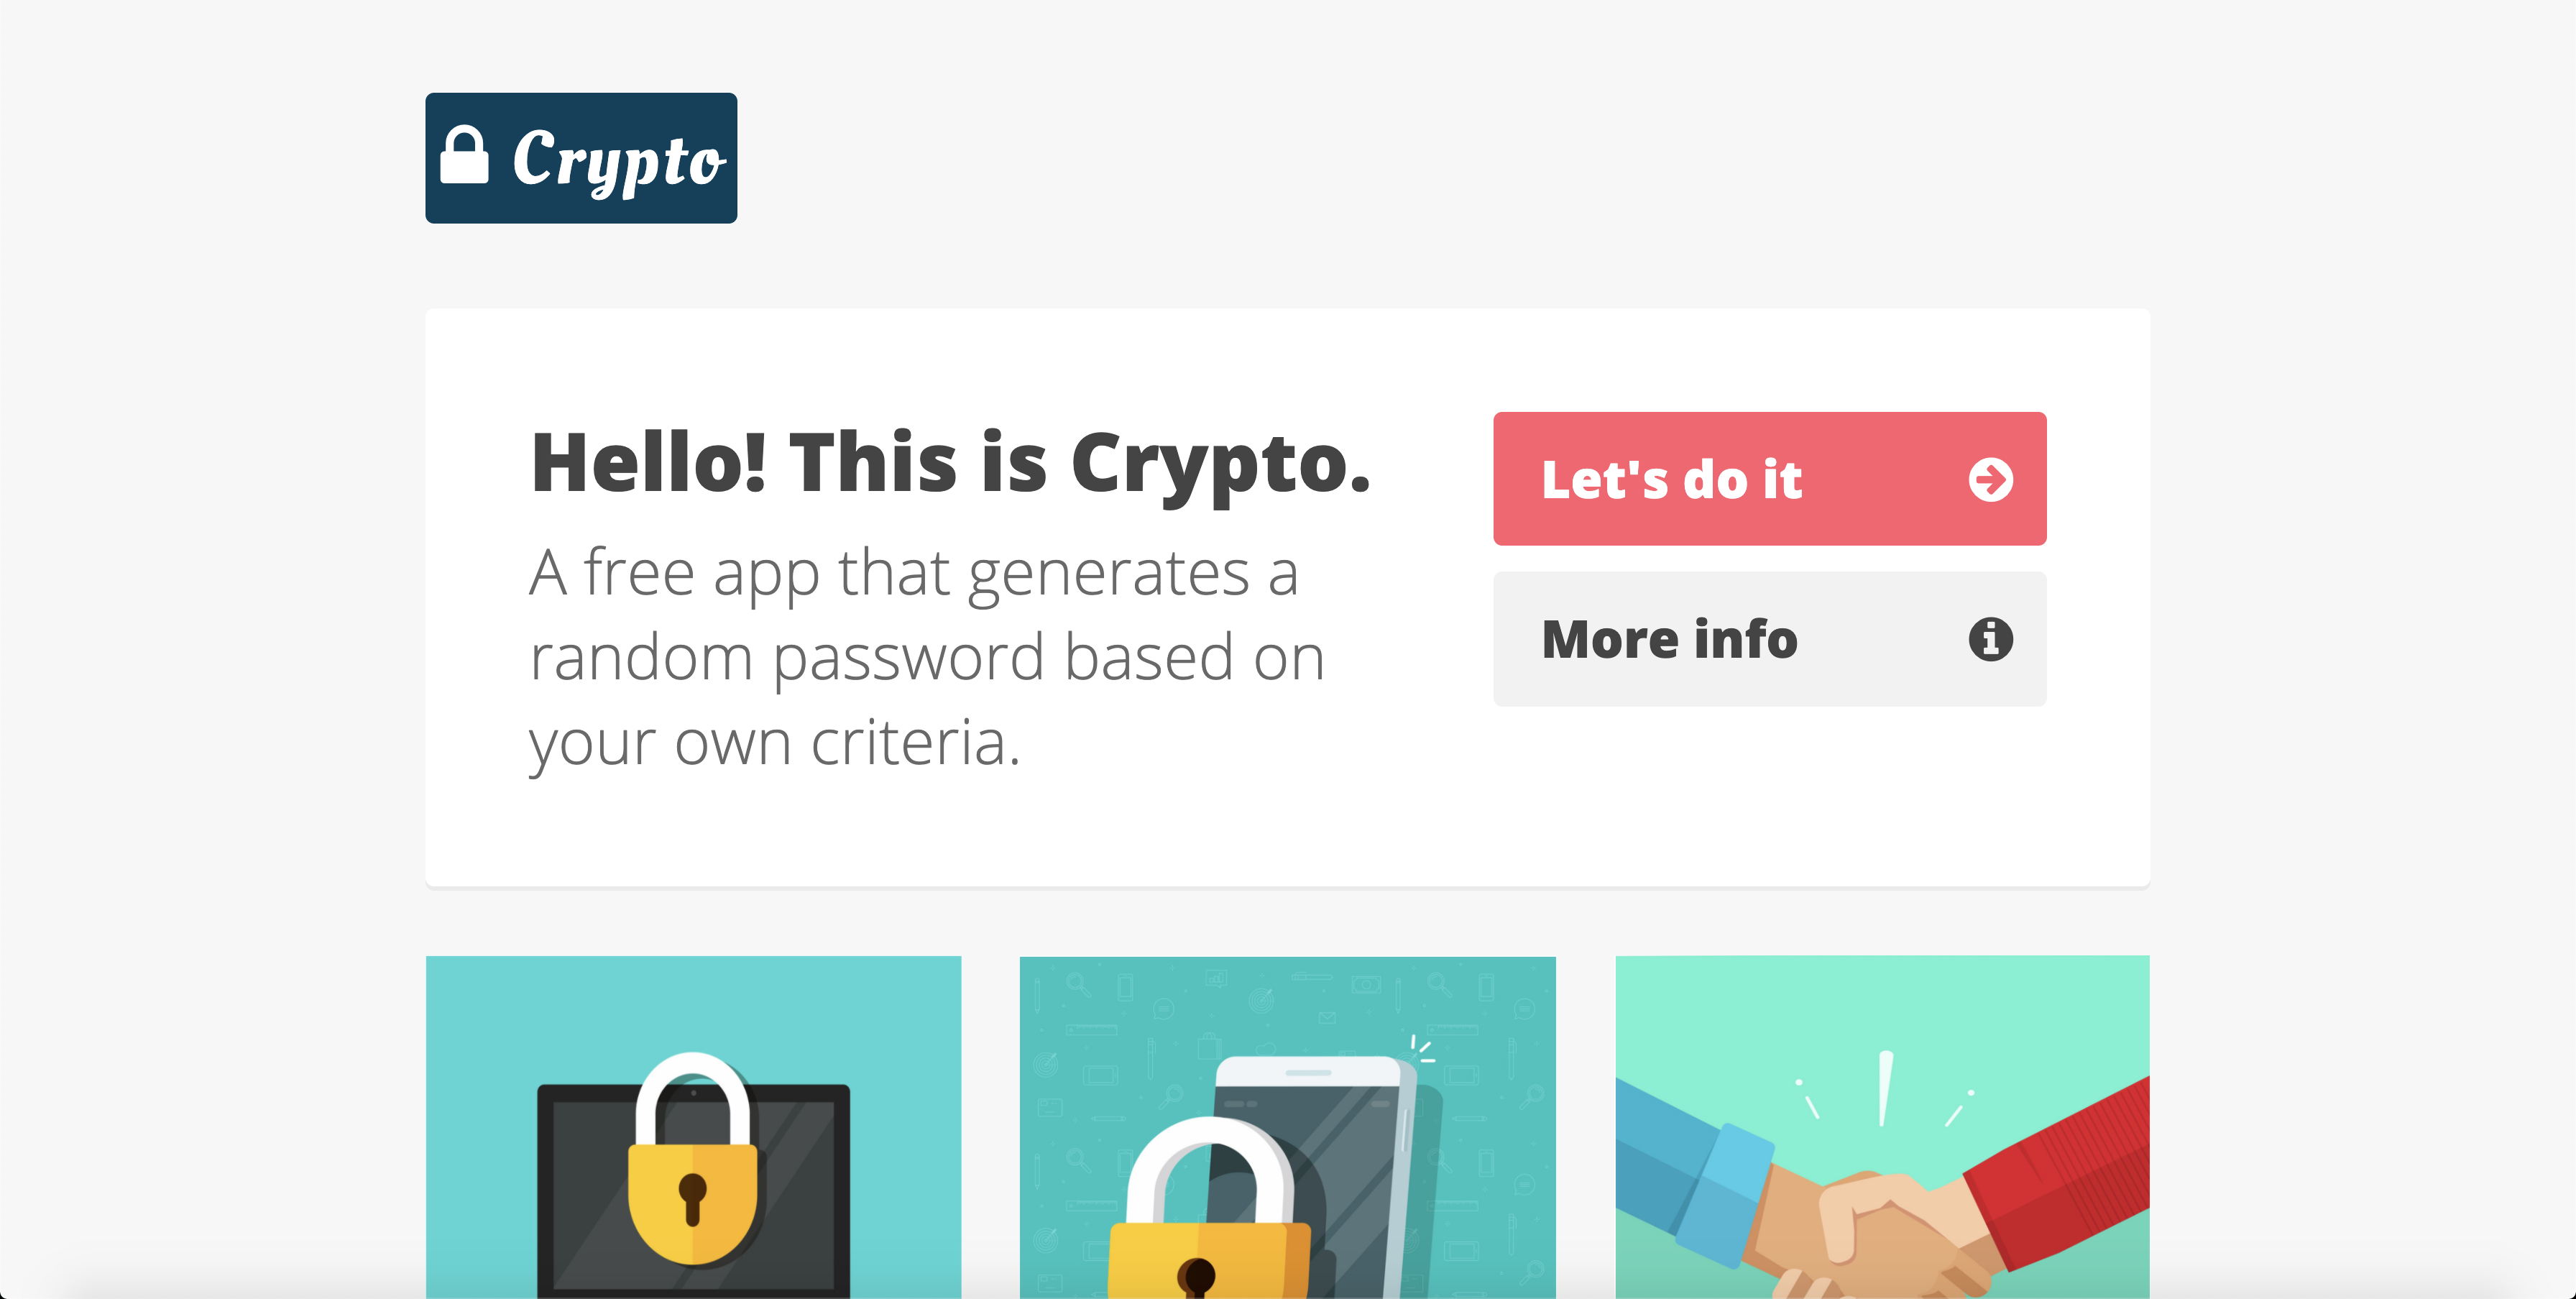 Crypto
Hello! This is Crypto.
A free app that generates a
random password based on
your own criteria.
Let's do it
More info